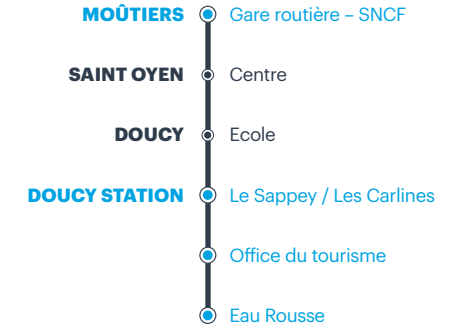 MOÛTIERS Gare routière – SNCF
SAINT OYEN Centre
DOUCY Ecole
DOUCY STATION Le Sappey / Les Carlines
Office du tourisme
Eau Rousse